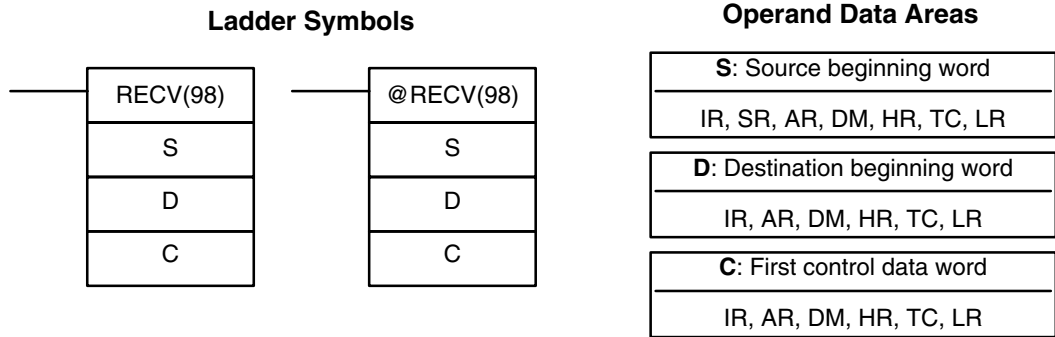 Ladder Symbols
RECV(98)
S
D
C
@RECV(98)
S
D
C
Operand Data Areas
S: Source beginning word
IR, SR, AR, DM, HR, TC, LR
D: Destination beginning word
IR, AR, DM, HR, TC, LR
C: First control data word
IR, AR, DM, HR, TC, LR